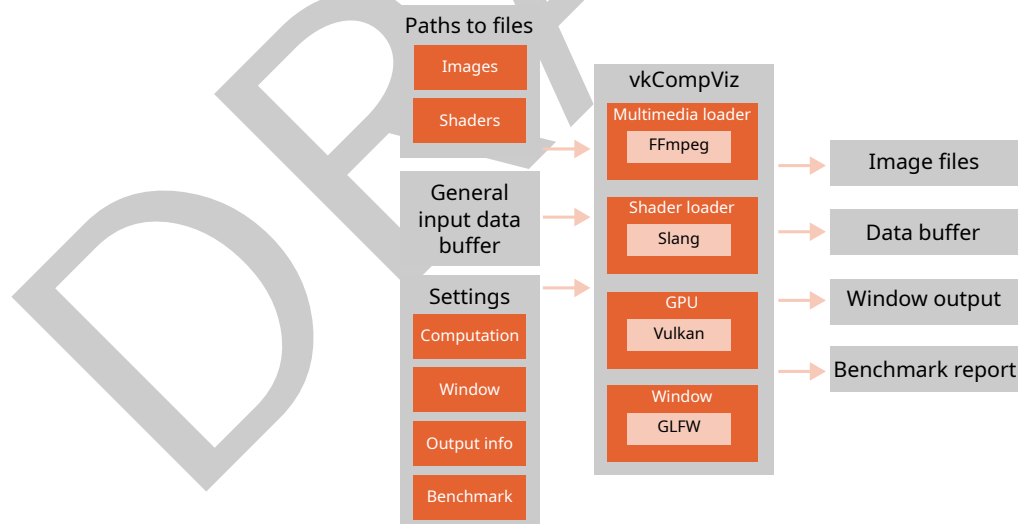 Paths to files
Images
Shaders
General
input data
buffer
Settings
Computation
Window
Output info
Benchmark
vkCompViz
Multimedia loader
FFmpeg
Shader loader
Slang
GPU
Vulkan
Window
GLFW
Image files
Data buffer
Window output
Benchmark report